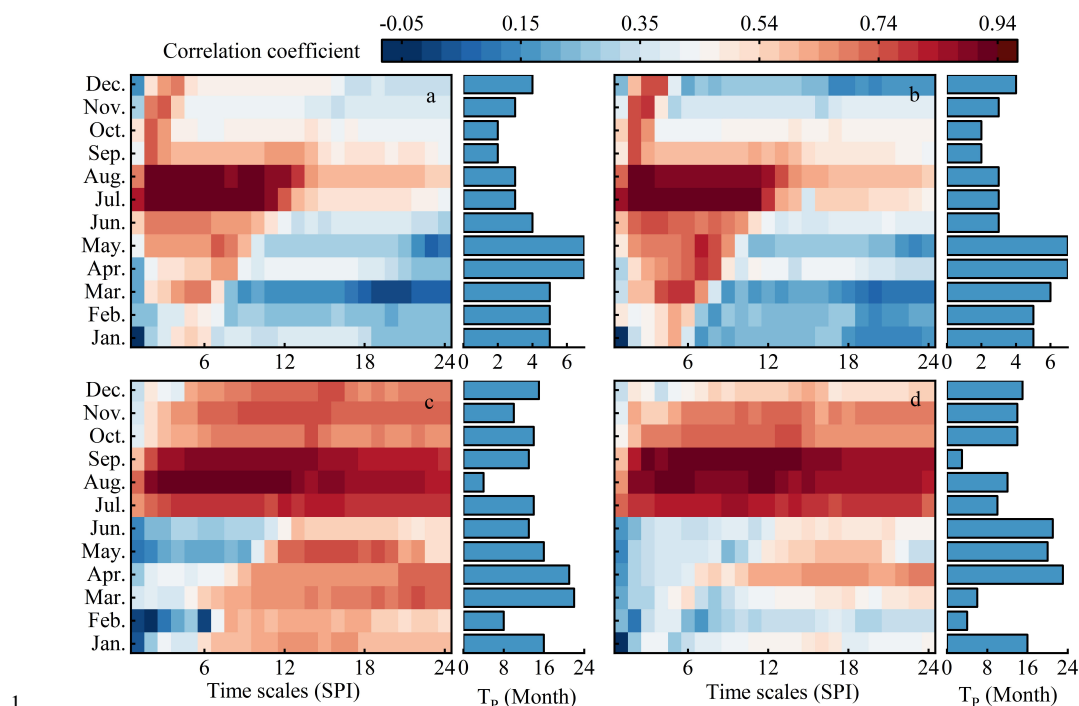 -0.05 0.15 0.35 0.54 0.74 0.94
Correlation coefficient
Dec. a b
Nov.
Oct.
Sep.
Aug.
Jul.
Jun.
May.
Apr.
Mar.
Feb.
Jan.
6 12 18 24 0 2 4 6 6 12 18 24 0 2 4 6
Dec. c d
Nov.
Oct.
Sep.
Aug.
Jul.
Jun.
May.
Apr.
Mar.
Feb.
Jan.
6 12 18 24 0 8 16 24 6 12 18 24 0 8 16 24
Time scales (SPI) T_P (Month) Time scales (SPI) T_P (Month)
1